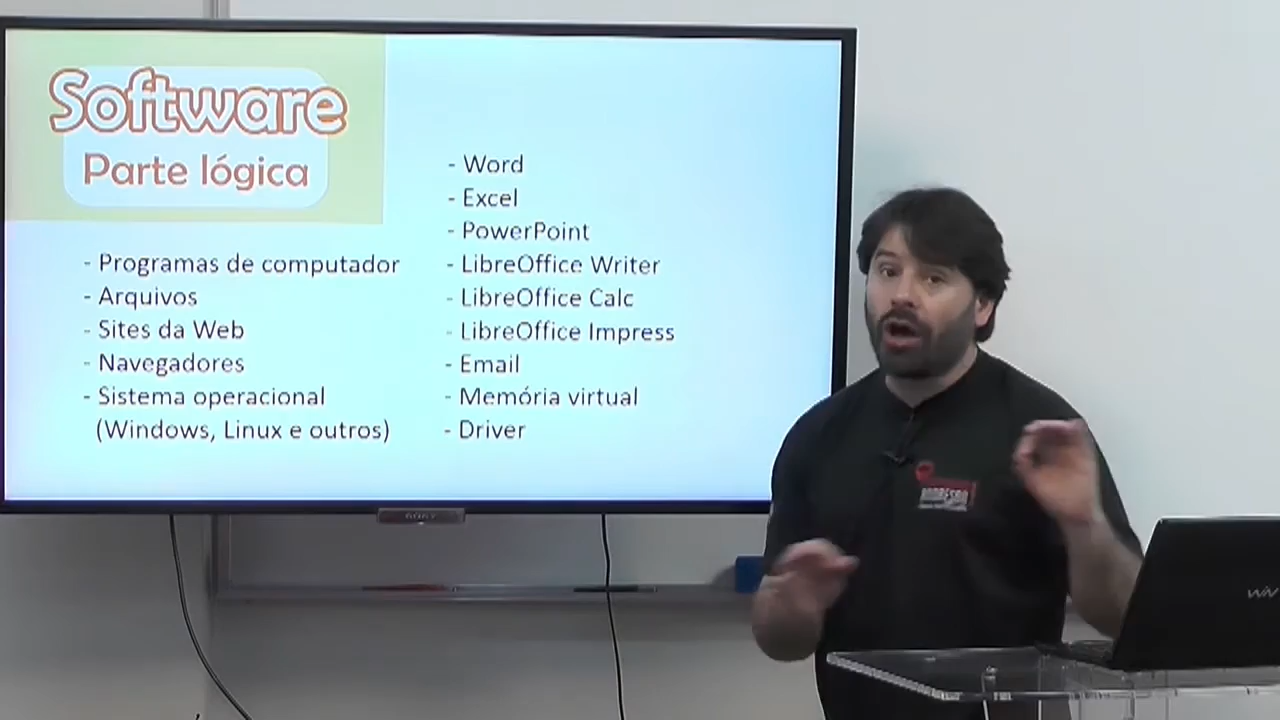 Software
Parte lógica
- Programas de computador
- Arquivos
- Sites da Web
- Navegadores
- Sistema operacional
(Windows, Linux e outros)
- Word
- Excel
- PowerPoint
- LibreOffice Writer
- LibreOffice Calc
- LibreOffice Impress
- Email
- Memória virtual
- Driver
SONY